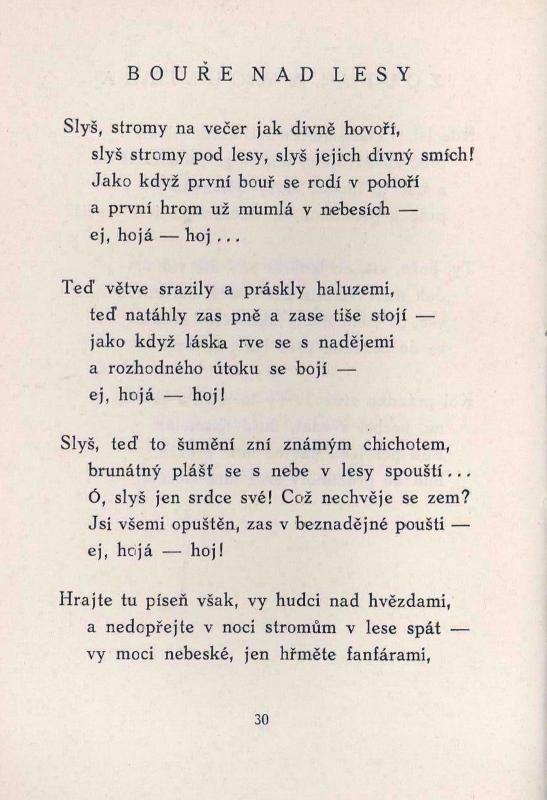 BOUŘE NAD LESY
Slyš, stromy na večer jak divně hovoří,
slyš stromy pod lesy, slyš jejich divný smích!
Jako když první bouř se rodí v pohoří
a první hrom už mumlá v nebesích —
ej, hojá — hoj...
Teď větve srazily a práskly haluzemi,
teď natáhly zas pně a zase tiše stojí —
jako když láska rve se s nadějemi
a rozhodného útoku se bojí —
ej, hojá — hoj!
Slyš, teď to šumění zní známým chichotem,
brunátný plášť se s nebe v lesy spouští...
Ó, slyš jen srdce své! Což nechvěje se zem?
Jsi všemi opuštěn, zas v beznadějné poušti —
ej, hojá — hoj!
Hrajte tu píseň však, vy hudci nad hvězdami,
a nedopřejte v noci stromům v lese spát —
vy moci nebeské, jen hřměte fanfárami,
30